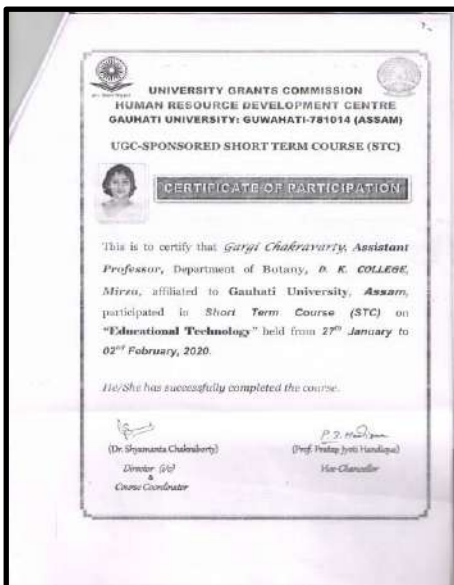 UNIVERSITY GRANTS COMMISSION
HUMAN RESOURCE DEVELOPMENT CENTRE
GAUHATI UNIVERSITY: GUWAHATI-781014 (ASSAM)
UGC-SPONSORED SHORT TERM COURSE (STC)
CERTIFICATE OF PARTICIPATION
This is to certify that Gargi Chakravarty, Assistant
Professor, Department of Botany, D. K. COLLEGE,
Mirza, affiliated to Gauhati University, Assam,
participated in Short Term Course (STC) on
"Educational Technology" held from 27th January to
02nd February, 2020.
He/She has successfully completed the course.
P. J. Handique
(Dr. Shyamanta Chakraborty)
(Prof. Pratap Jyoti Handique)
Director (i/c)
Vice-Chancellor
&
Course Coordinator